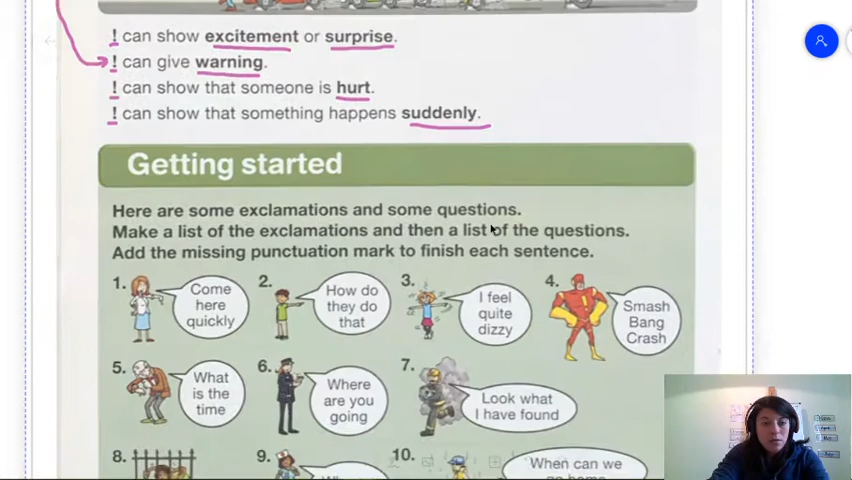 ! can show excitement or surprise.
! can give warning.
! can show that someone is hurt.
! can show that something happens suddenly.
Getting started
Here are some exclamations and some questions.
Make a list of the exclamations and then a list of the questions.
Add the missing punctuation mark to finish each sentence.
1.
Come
here
quickly
2.
How do
they do
that
3.
I feel
quite
dizzy
4.
Smash
Bang
Crash
5.
What
is the
time
6.
Where
are you
going
7.
Look what
I have found
8.
9.
10.
When can we